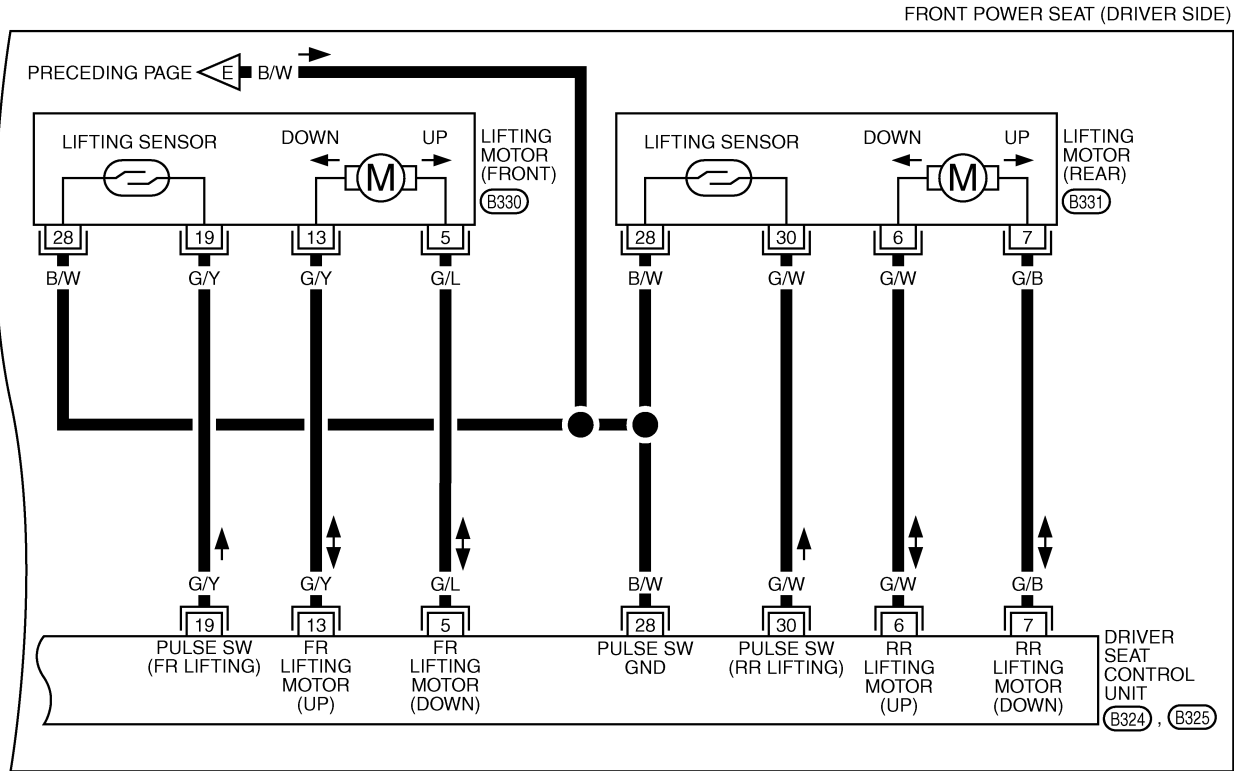 FRONT POWER SEAT (DRIVER SIDE)
PRECEDING PAGE E B/W
LIFTING SENSOR
DOWN
UP
M
LIFTING
MOTOR
(FRONT)
B330
LIFTING SENSOR
DOWN
UP
M
LIFTING
MOTOR
(REAR)
B331
28 19 13 5 28 30 6 7
B/W G/Y G/Y G/L B/W G/W G/W G/B
G/Y G/Y G/L B/W G/W G/W G/B
19 13 5 28 30 6 7
PULSE SW
(FR LIFTING)
FR
LIFTING
MOTOR
(UP)
FR
LIFTING
MOTOR
(DOWN)
PULSE SW
GND
PULSE SW
(RR LIFTING)
RR
LIFTING
MOTOR
(UP)
RR
LIFTING
MOTOR
(DOWN)
DRIVER
SEAT
CONTROL
UNIT
B324 , B325